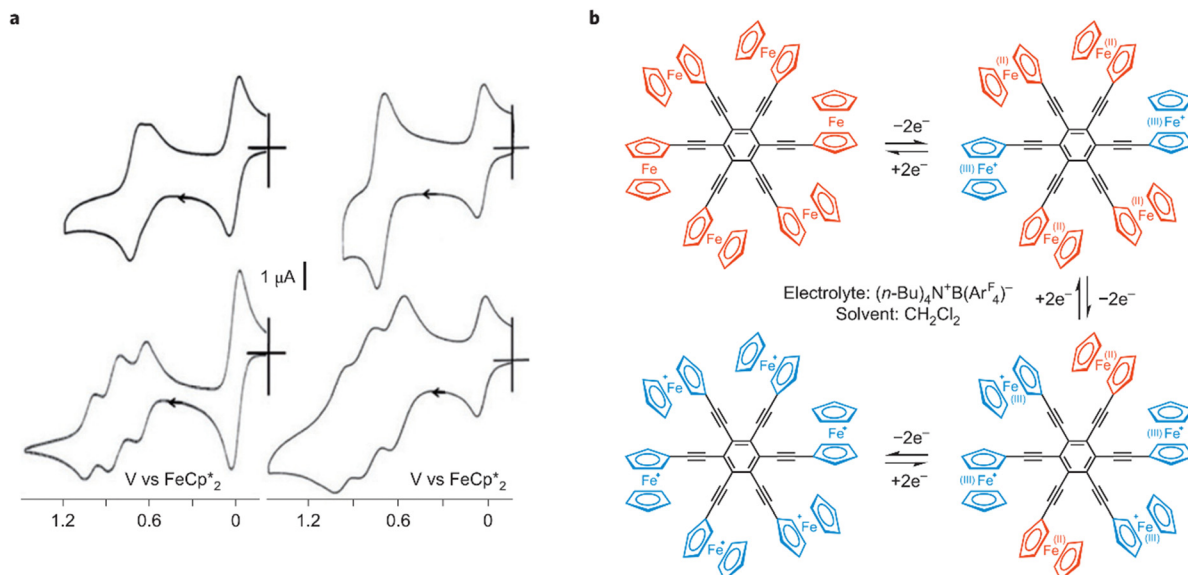 a
1 μA
V vs FeCp*2
V vs FeCp*2
1.2 0.6 0
1.2 0.6 0
b
Fe
Fe
Fe
Fe
Fe
Fe
−2e−
+2e−
Fe(II)
(II)
Fe
(III)Fe+
(III)Fe+
Fe(II)
(II)
Fe
Electrolyte: (n-Bu)4N+B(ArF4)−
Solvent: CH2Cl2
+2e−
−2e−
Fe+
+Fe
Fe+
Fe+
Fe+
+Fe
−2e−
+2e−
Fe(II)
+Fe
(III)
(III)Fe+
(III)Fe+
Fe(II)
+Fe
(III)